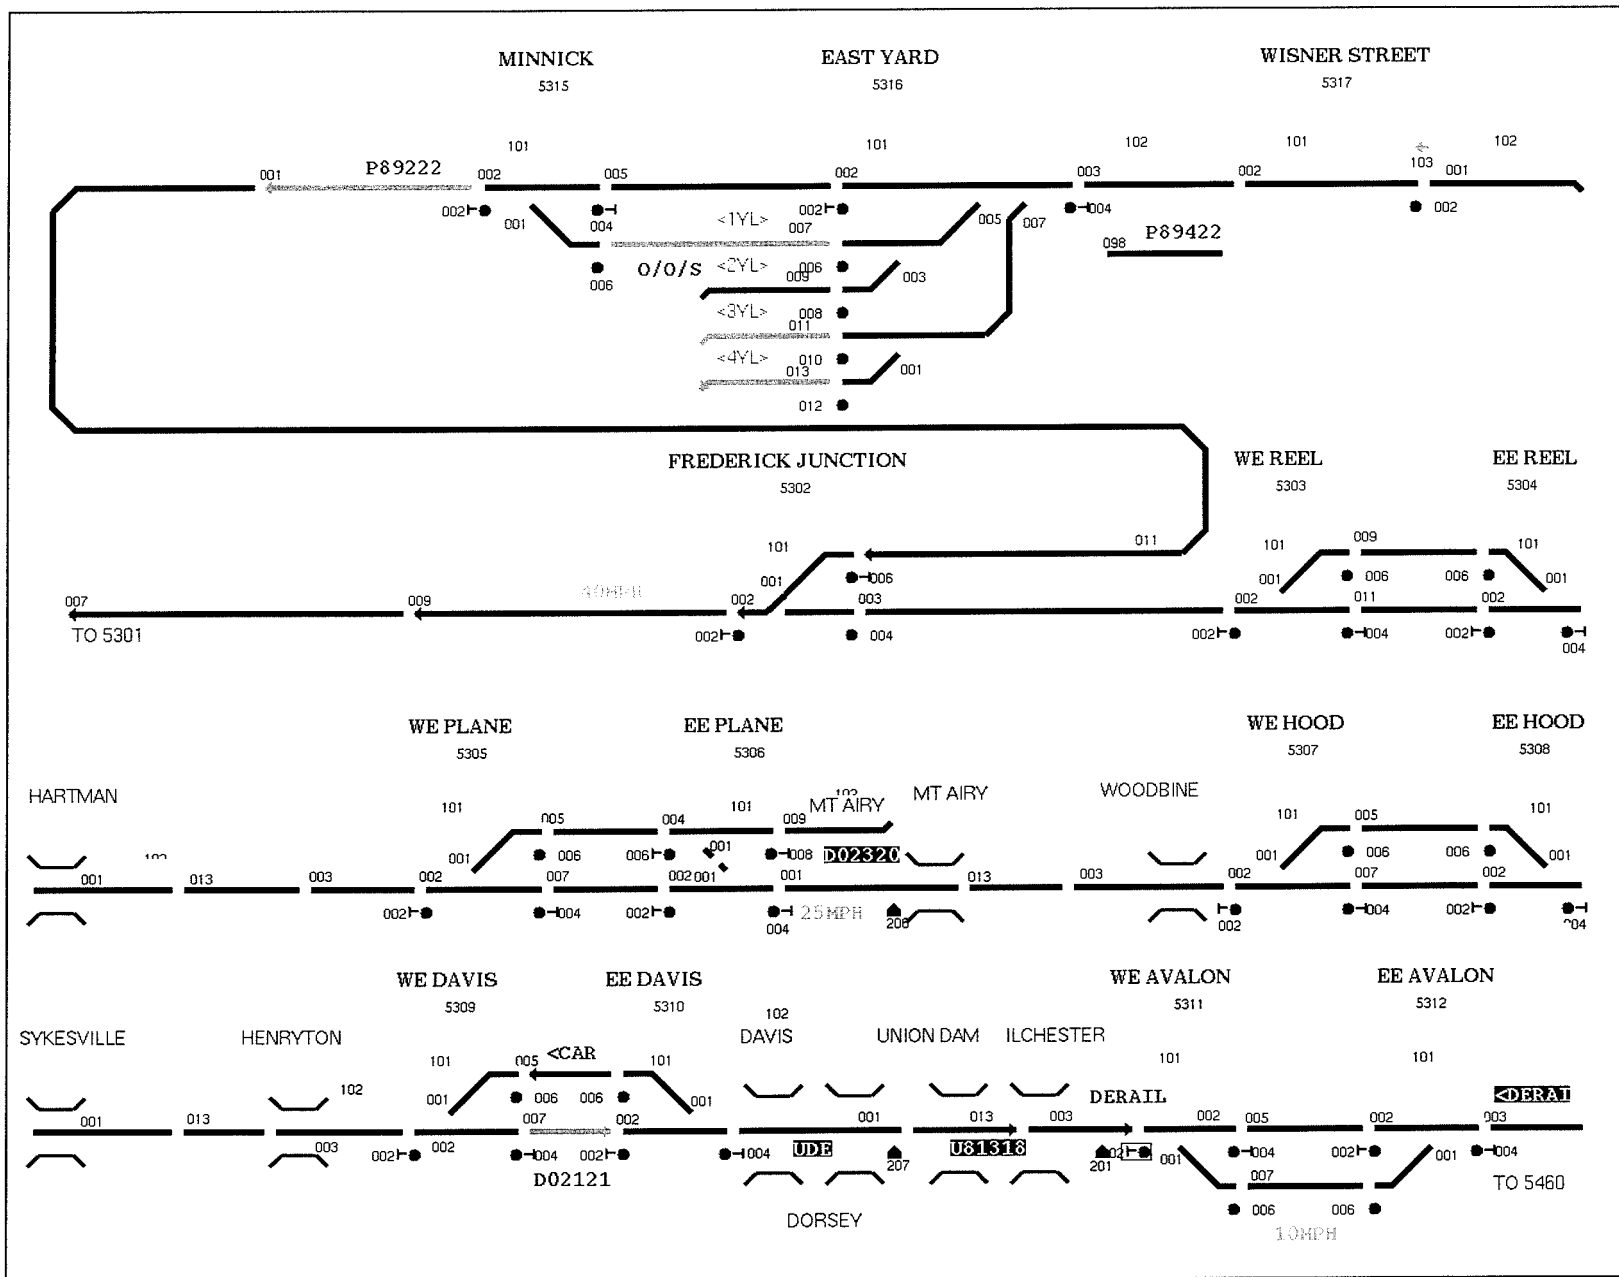 MINNICK EAST YARD WISNER STREET
5315 5316 5317
101 101 102 101 102
001 P89222 002 005 002 003 002 103 001
002 001 004 <1YL> 002 007 005 007 004 002
098 P89422
006 O/O/S <2YL> 006 009 003
<3YL> 008 011
<4YL> 010 013 001
012
FREDERICK JUNCTION WE REEL EE REEL
5302 5303 5304
101 011 101 009 101
001 006 001 006 006 001
007 009 40MPH 002 003 002 011 002
TO 5301 002 004 002 004 002 004
WE PLANE EE PLANE WE HOOD EE HOOD
5305 5306 5307 5308
HARTMAN MT AIRY MT AIRY WOODBINE
101 101 101 101
005 004 009 005
001 006 006 001 008 D02320 001 006 006 001
001 013 003 002 007 002 001 001 013 003 002 007 002
002 004 002 004 25MPH 206 002 004 002 04
WE DAVIS EE DAVIS WE AVALON EE AVALON
5309 5310 5311 5312
SYKESVILLE HENRYTON 102 DAVIS UNION DAM ILCHESTER
101 005 <CAR 101 101 101
102 001 006 006 001 DERAIL <DERAI
001 013 003 002 007 002 001 013 003 002 005 002 003
002 004 002 004 UDE 207 U81318 201 02 001 004 002 001 004
D02121 007 TO 5460
DORSEY 006 006
10MPH